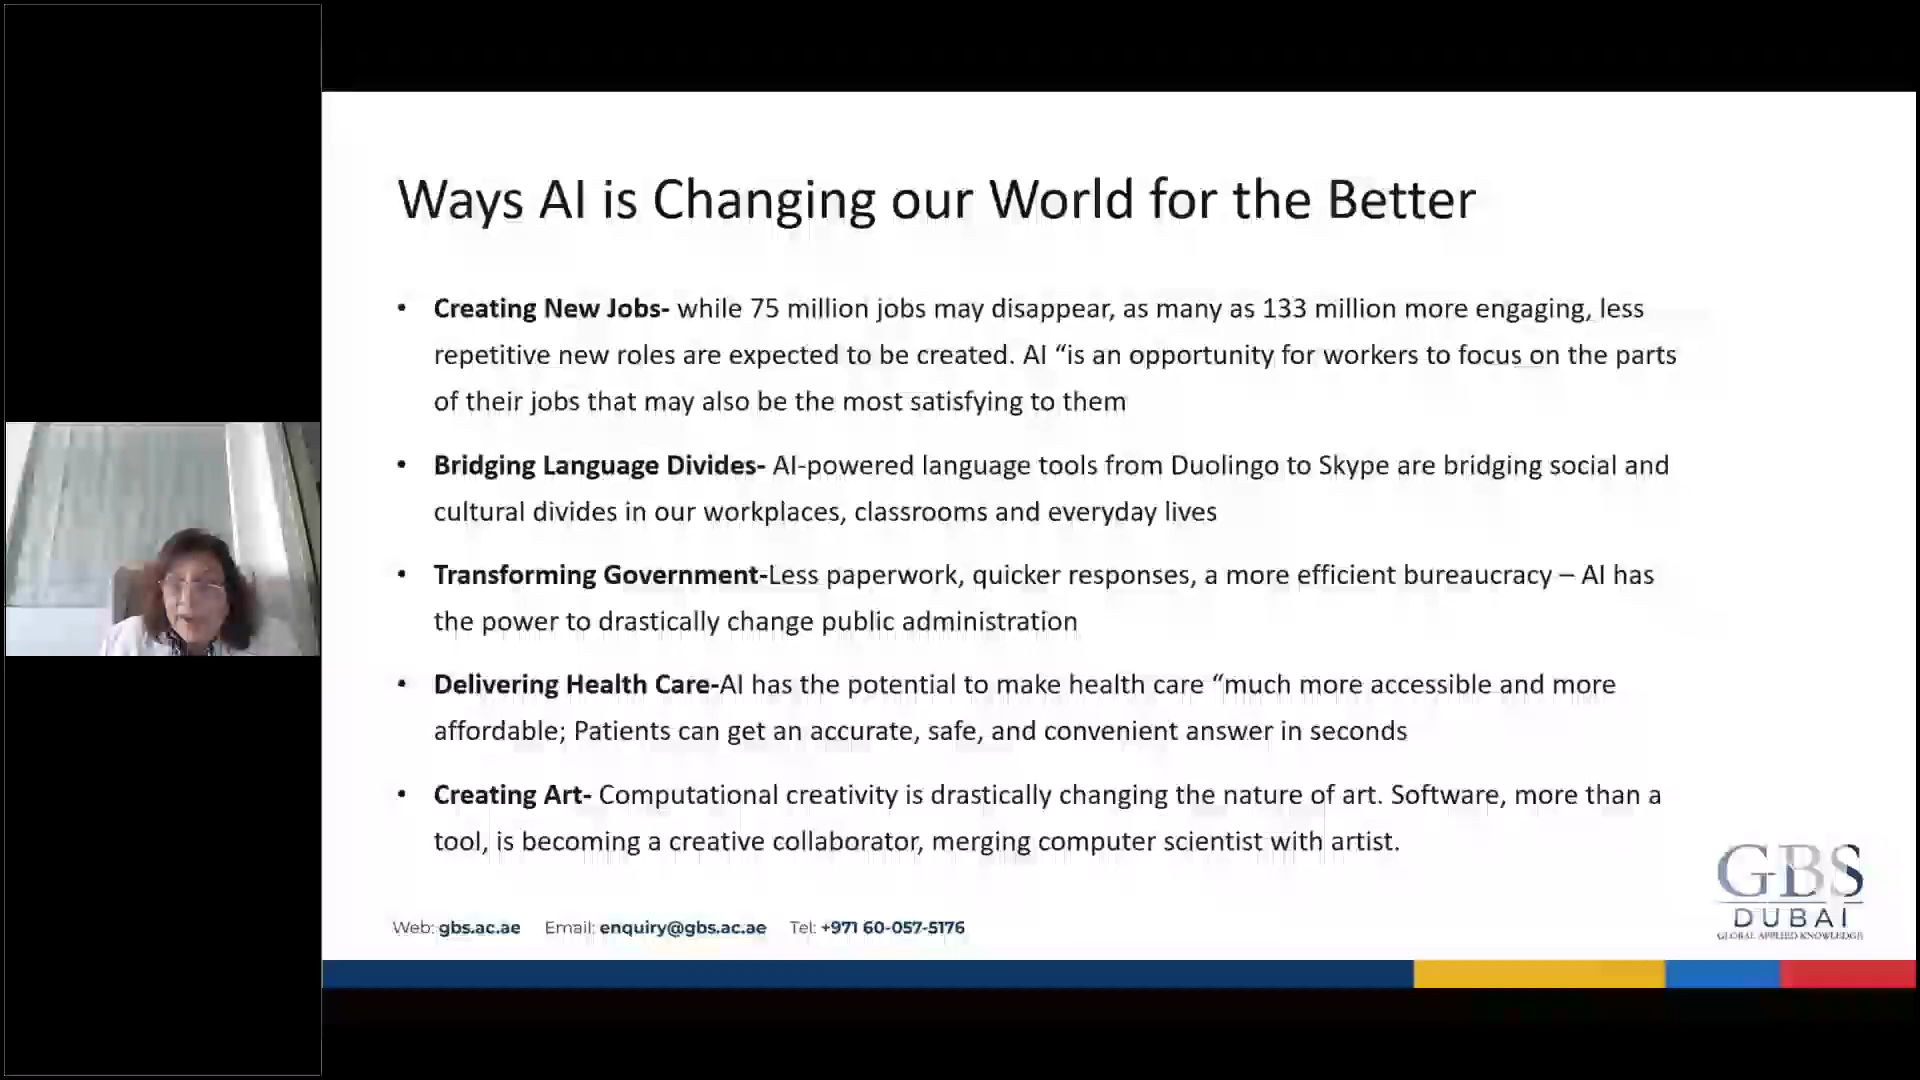 Ways AI is Changing our World for the Better
• Creating New Jobs- while 75 million jobs may disappear, as many as 133 million more engaging, less
repetitive new roles are expected to be created. AI “is an opportunity for workers to focus on the parts
of their jobs that may also be the most satisfying to them
• Bridging Language Divides- AI-powered language tools from Duolingo to Skype are bridging social and
cultural divides in our workplaces, classrooms and everyday lives
• Transforming Government-Less paperwork, quicker responses, a more efficient bureaucracy – AI has
the power to drastically change public administration
• Delivering Health Care-AI has the potential to make health care “much more accessible and more
affordable; Patients can get an accurate, safe, and convenient answer in seconds
• Creating Art- Computational creativity is drastically changing the nature of art. Software, more than a
tool, is becoming a creative collaborator, merging computer scientist with artist.
Web: gbs.ac.ae Email: enquiry@gbs.ac.ae Tel: +971 60-057-5176
GBS
DUBAI
GLOBAL APPLIED KNOWLEDGE